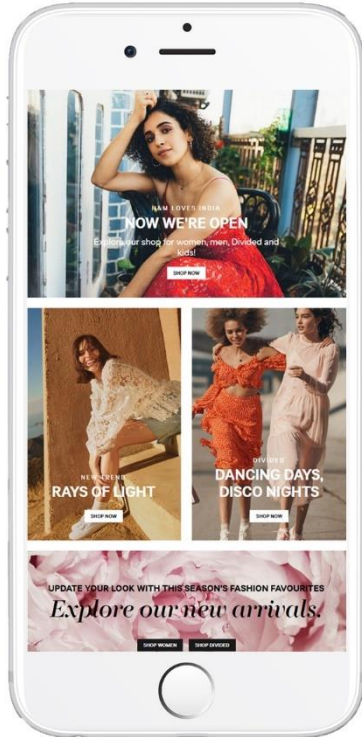 H&M LOVES INDIA
NOW WE'RE OPEN
Explore our shop for women, men, Divided and
kids!
SHOP NOW
NEW TREND
RAYS OF LIGHT
SHOP NOW
DIVIDED
DANCING DAYS,
DISCO NIGHTS
SHOP NOW
UPDATE YOUR LOOK WITH THIS SEASON'S FASHION FAVOURITES
Explore our new arrivals.
SHOP WOMEN SHOP DIVIDED